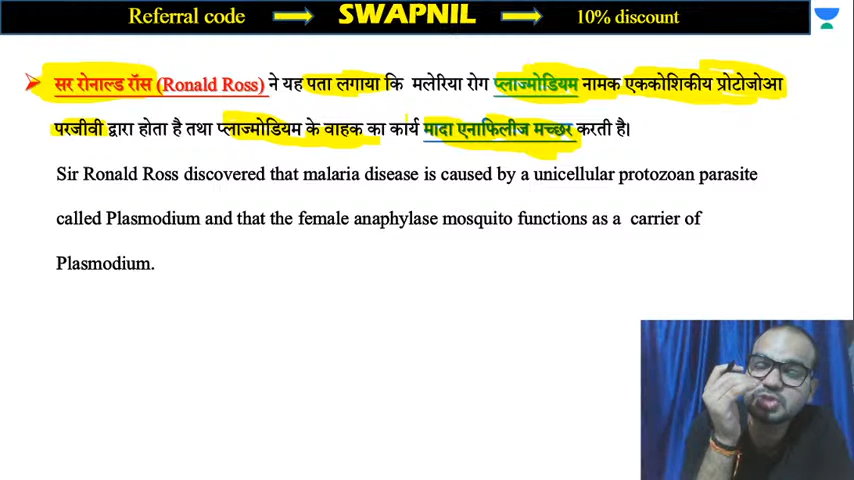 Referral code SWAPNIL 10% discount
सर रोनाल्ड रॉस (Ronald Ross) ने यह पता लगाया कि मलेरिया रोग प्लाज्मोडियम नामक एककोशिकीय प्रोटोजोआ
परजीवी द्वारा होता है तथा प्लाज्मोडियम के वाहक का कार्य मादा एनाफिलीज मच्छर करती है।
Sir Ronald Ross discovered that malaria disease is caused by a unicellular protozoan parasite
called Plasmodium and that the female anaphylase mosquito functions as a carrier of
Plasmodium.